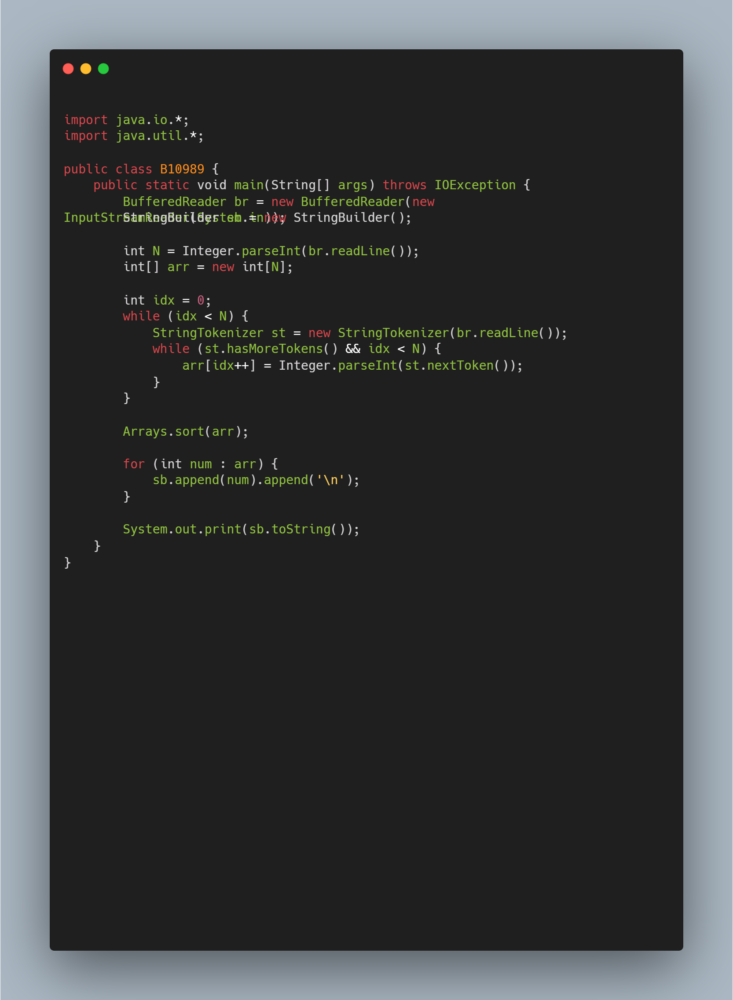 import java.io.*;
import java.util.*;

public class B10989 {
    public static void main(String[] args) throws IOException {
        BufferedReader br = new BufferedReader(new
InputStreamReader(System.in));
        StringBuilder sb = new StringBuilder();

        int N = Integer.parseInt(br.readLine());
        int[] arr = new int[N];

        int idx = 0;
        while (idx < N) {
            StringTokenizer st = new StringTokenizer(br.readLine());
            while (st.hasMoreTokens() && idx < N) {
                arr[idx++] = Integer.parseInt(st.nextToken());
            }
        }

        Arrays.sort(arr);

        for (int num : arr) {
            sb.append(num).append('\n');
        }

        System.out.print(sb.toString());
    }
}